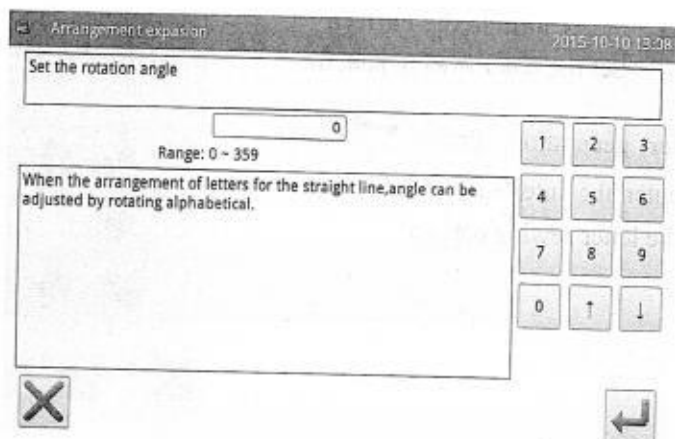 Arrangement expasion
2015-10-10 13:08
Set the rotation angle
0
Range: 0 ~ 359
When the arrangement of letters for the straight line,angle can be
adjusted by rotating alphabetical.
1 2 3
4 5 6
7 8 9
0 ↑ ↓